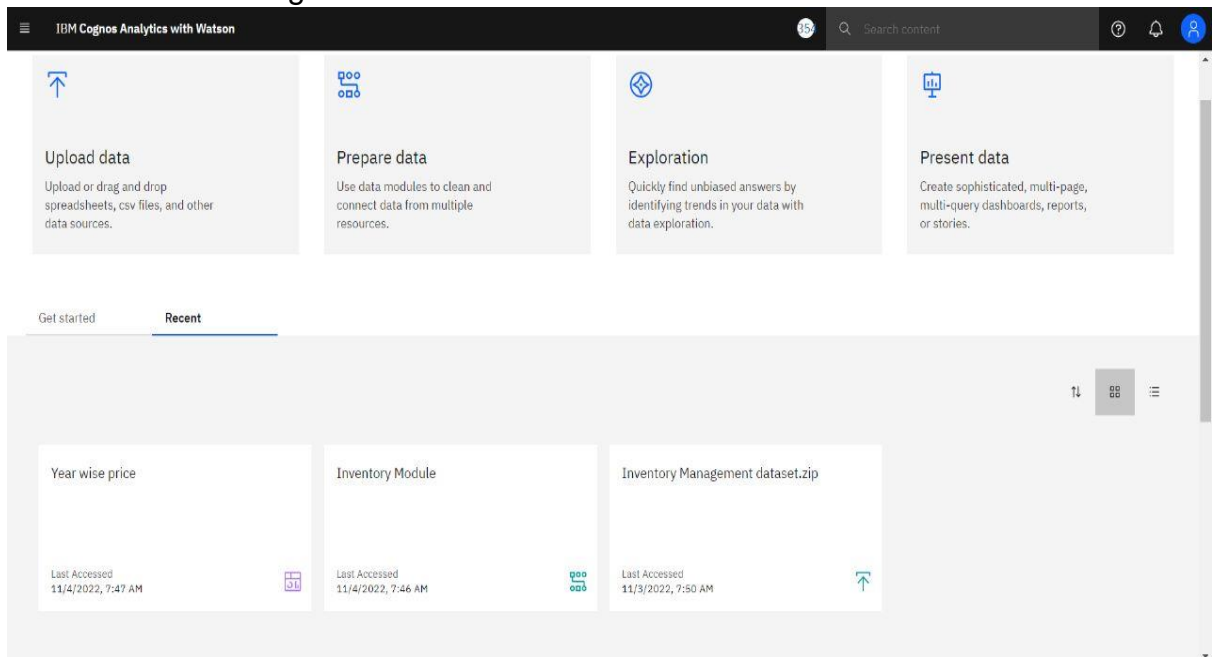 IBM Cognos Analytics with Watson
Search content
Upload data
Upload or drag and drop
spreadsheets, csv files, and other
data sources.
Prepare data
Use data modules to clean and
connect data from multiple
resources.
Exploration
Quickly find unbiased answers by
identifying trends in your data with
data exploration.
Present data
Create sophisticated, multi-page,
multi-query dashboards, reports,
or stories.
Get started
Recent
Year wise price
Last Accessed
11/4/2022, 7:47 AM
Inventory Module
Last Accessed
11/4/2022, 7:46 AM
Inventory Management dataset.zip
Last Accessed
11/3/2022, 7:50 AM